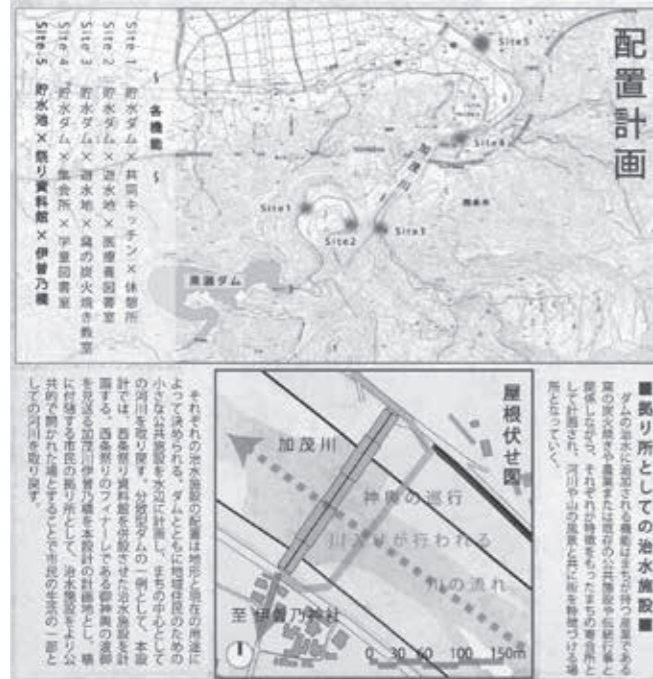 配置計画
Site5
Site4
加茂川
Site1
Site2
Site3
黒瀬ダム
〜 各機能 〜
Site.1 貯水ダム×共同キッチン×休憩所
Site.2 貯水ダム×遊水地×医療書図書室
Site.3 貯水ダム×遊水地×窯の炭火焼き教室
Site.4 貯水ダム×集会所×学童図書室
Site.5 貯水池×祭り資料館×伊曽乃橋
■拠り所としての治水施設■
ダムの治水に追加される機能はまちが持つ産業である
窯の炭火焼きや農業または既存の公共施設や伝統行事と
関係しながら、それぞれが特徴をもったまちの寄合所と
して計画され、河川や山の風景と共に街を特徴づける場
所となっていく。
屋根伏せ図
加茂川
神輿の巡行
川入りが行われる
川の流れ
至 伊曽乃神社
0 30 60 100 150m
それぞれの治水施設の配置は地形と現在の用途に
よって決められる。ダムとともに地域住民のための
小さな公共施設を水辺に計画し、まちの中心として
の河川を取り戻す。分散型ダムの一例として、本設
計では、西条祭り資料館を併設させた治水施設を計
画する。西条祭りのフィナーレである御神輿の還御
を見送る加茂川伊曽乃橋を本設計の計画地とし、橋
に付随する市民の拠り所として、治水施設をより公
共的で開かれた場とすることで市民の生活の一部と
しての河川を取り戻す。